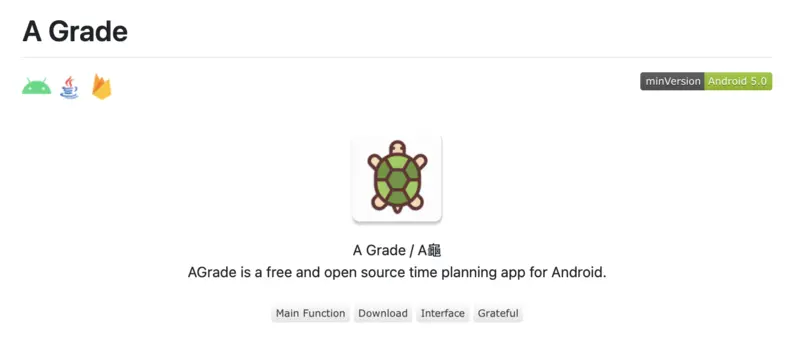 A Grade
minVersion Android 5.0
A Grade / A龜
AGrade is a free and open source time planning app for Android.
Main Function Download Interface Grateful